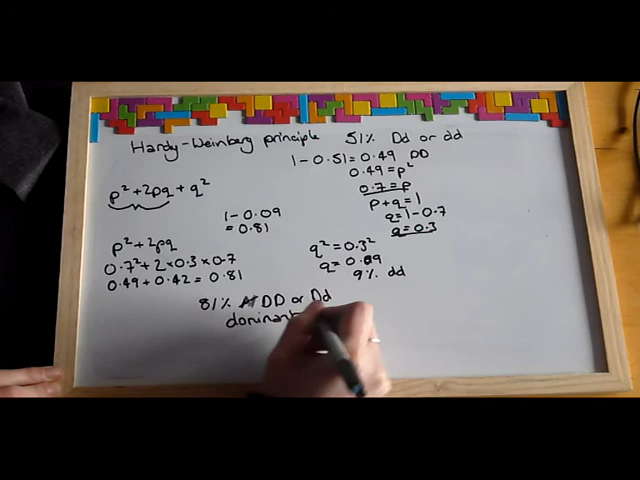 Hardy-Weinberg principle
51% Dd or dd
1-0.51=0.49 DD
0.49=p²
0.7=p
p+q=1
q=1-0.7
q=0.3
p²+2pq+q²
1-0.09
=0.81
p²+2pq
0.7²+2×0.3×0.7
0.49+0.42=0.81
q²=0.3²
q=0.09
9% dd
81% DD or Dd
dominant